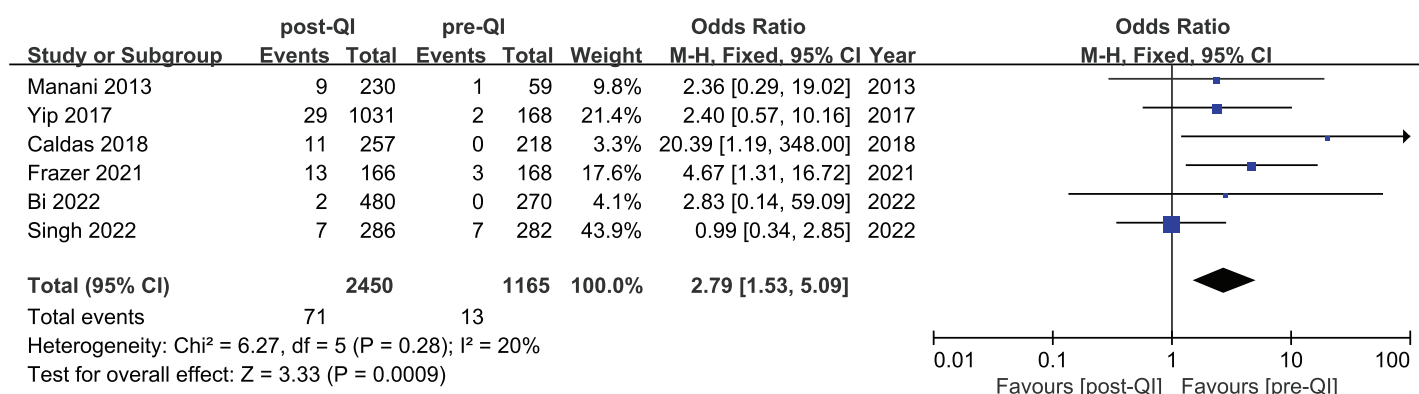 post-QI pre-QI Odds Ratio Odds Ratio
Study or Subgroup Events Total Events Total Weight M-H, Fixed, 95% CI Year M-H, Fixed, 95% CI
Manani 2013 9 230 1 59 9.8% 2.36 [0.29, 19.02] 2013
Yip 2017 29 1031 2 168 21.4% 2.40 [0.57, 10.16] 2017
Caldas 2018 11 257 0 218 3.3% 20.39 [1.19, 348.00] 2018
Frazer 2021 13 166 3 168 17.6% 4.67 [1.31, 16.72] 2021
Bi 2022 2 480 0 270 4.1% 2.83 [0.14, 59.09] 2022
Singh 2022 7 286 7 282 43.9% 0.99 [0.34, 2.85] 2022
Total (95% CI) 2450 1165 100.0% 2.79 [1.53, 5.09]
Total events 71 13
Heterogeneity: Chi² = 6.27, df = 5 (P = 0.28); I² = 20%
Test for overall effect: Z = 3.33 (P = 0.0009)
0.01 0.1 1 10 100
Favours [post-QI] Favours [pre-QI]